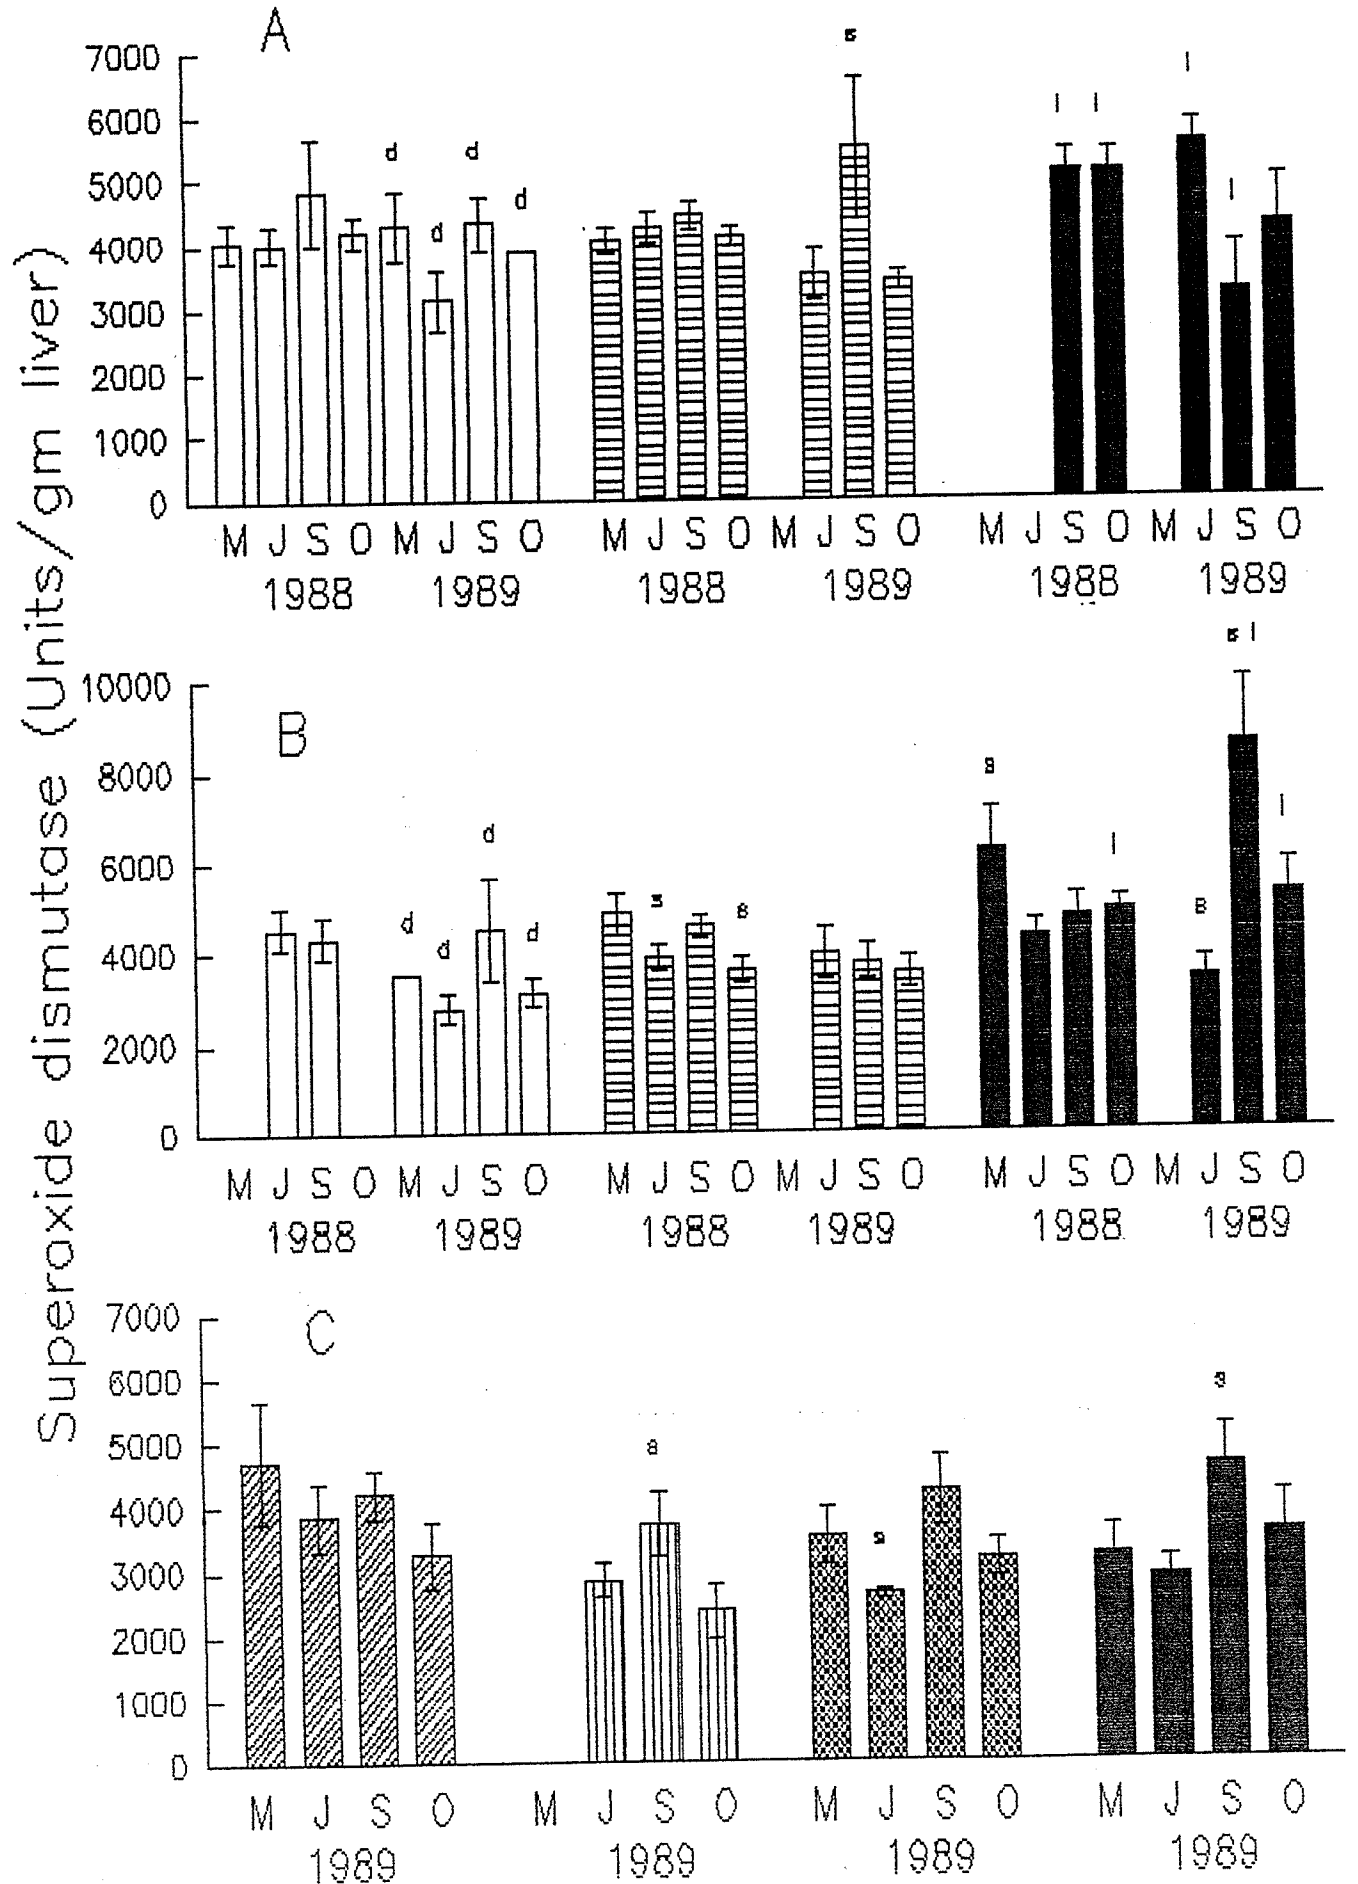 Superoxide dismutase (Units/gm liver)
A
7000
6000
5000
4000
3000
2000
1000
0
d d d d s l l l l
M J S O M J S O M J S O M J S O M J S O M J S O
1988 1989 1988 1989 1988 1989
B
10000
8000
6000
4000
2000
0
d d d d s s s l s s l l
M J S O M J S O M J S O M J S O M J S O M J S O
1988 1989 1988 1989 1988 1989
C
7000
6000
5000
4000
3000
2000
1000
0
s s s
M J S O M J S O M J S O M J S O
1989 1989 1989 1989